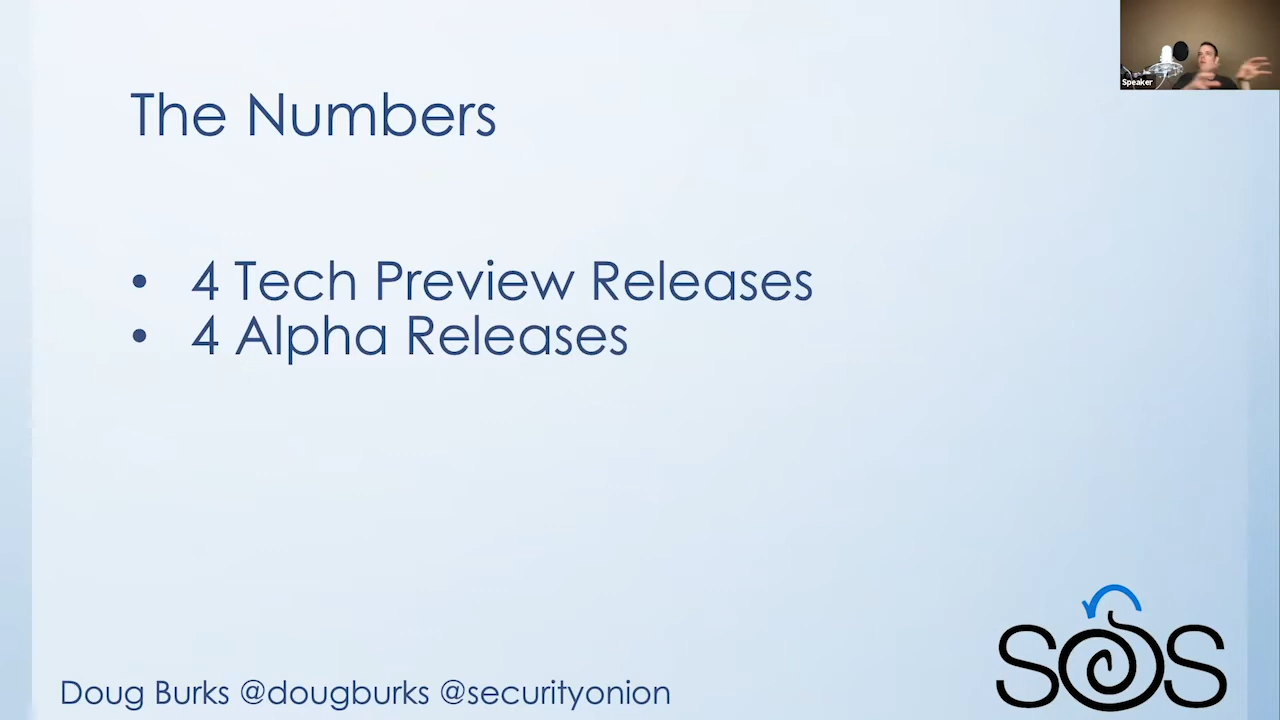 Speaker
The Numbers
• 4 Tech Preview Releases
• 4 Alpha Releases
Doug Burks @dougburks @securityonion
SOS